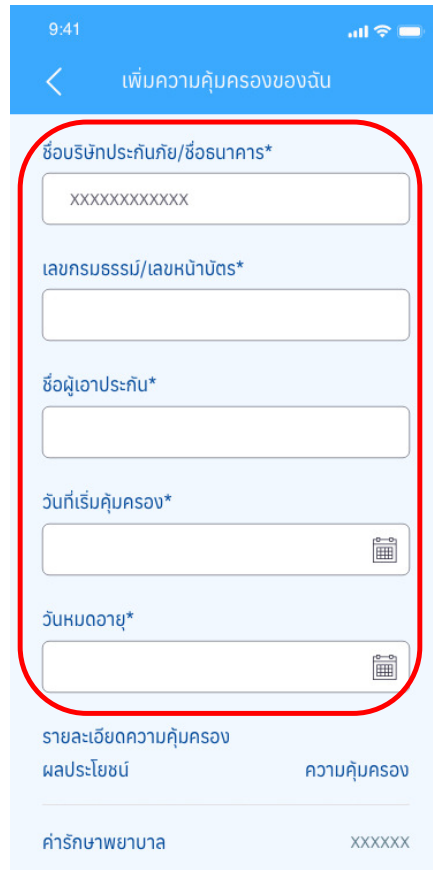 9:41
เพิ่มความคุ้มครองของฉัน
ชื่อบริษัทประกันภัย/ชื่อธนาคาร*
XXXXXXXXXXXX
เลขกรมธรรม์/เลขหน้าบัตร*
ชื่อผู้เอาประกัน*
วันที่เริ่มคุ้มครอง*
วันหมดอายุ*
รายละเอียดความคุ้มครอง
ผลประโยชน์ ความคุ้มครอง
ค่ารักษาพยาบาล XXXXXX